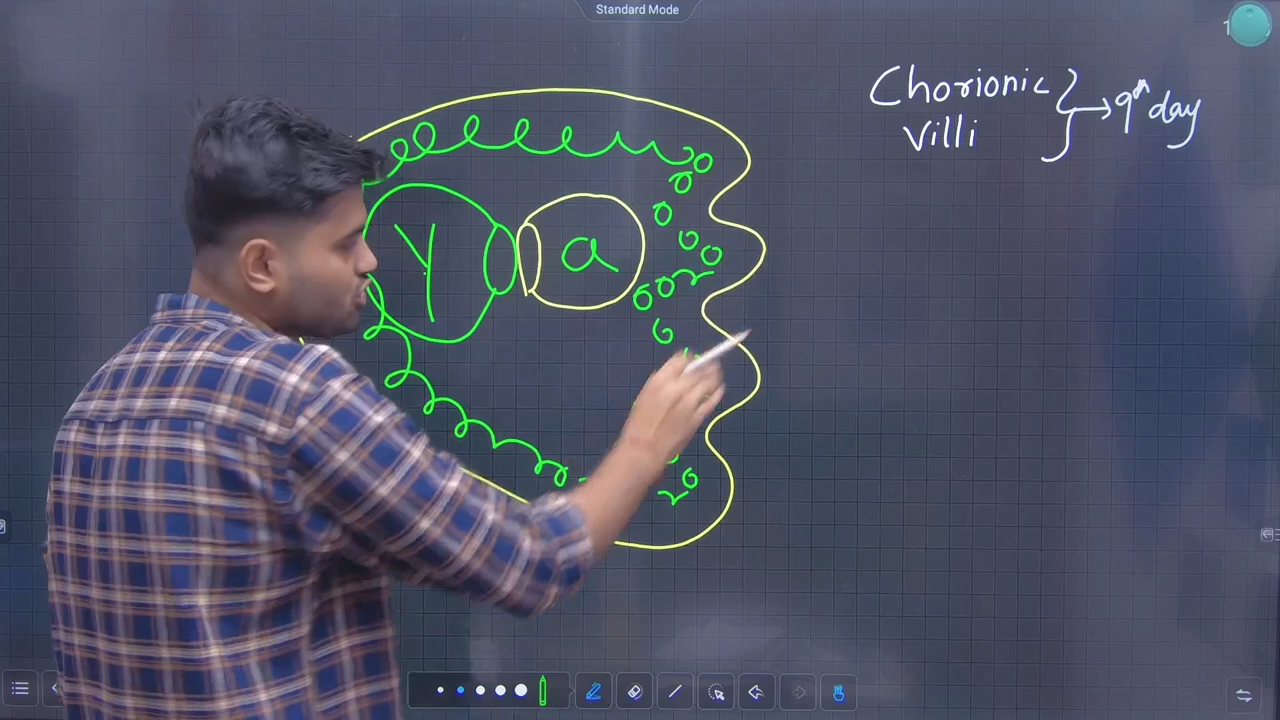 Standard Mode
Chorionic
Villi
→ 9th day
Y
a